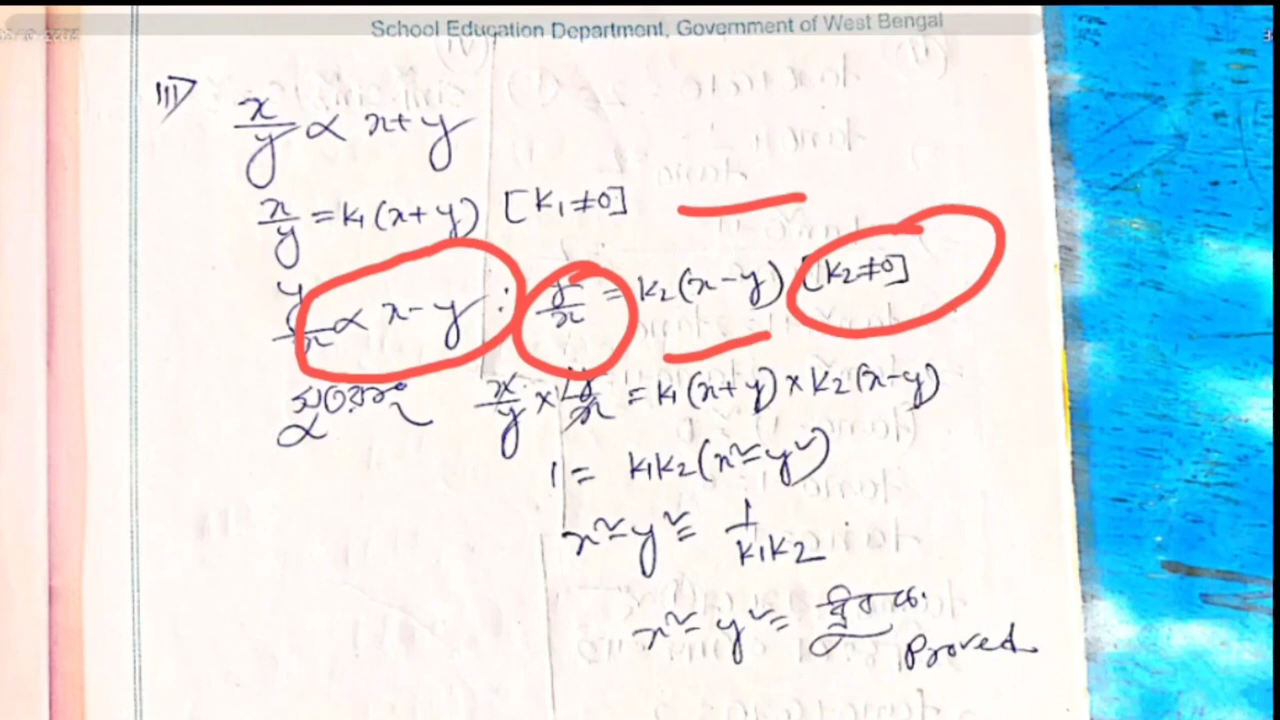 School Education Department, Government of West Bengal
III) x/y ∝ x+y
x/y = k₁(x+y) [k₁≠0]
y/x ∝ x-y ∴ y/x = k₂(x-y) [k₂≠0]
সুতরাং x/y × y/x = k₁(x+y) × k₂(x-y)
1 = k₁k₂(x²-y²)
x²-y² = 1/k₁k₂
x²-y² = ধ্রুবক.
Proved